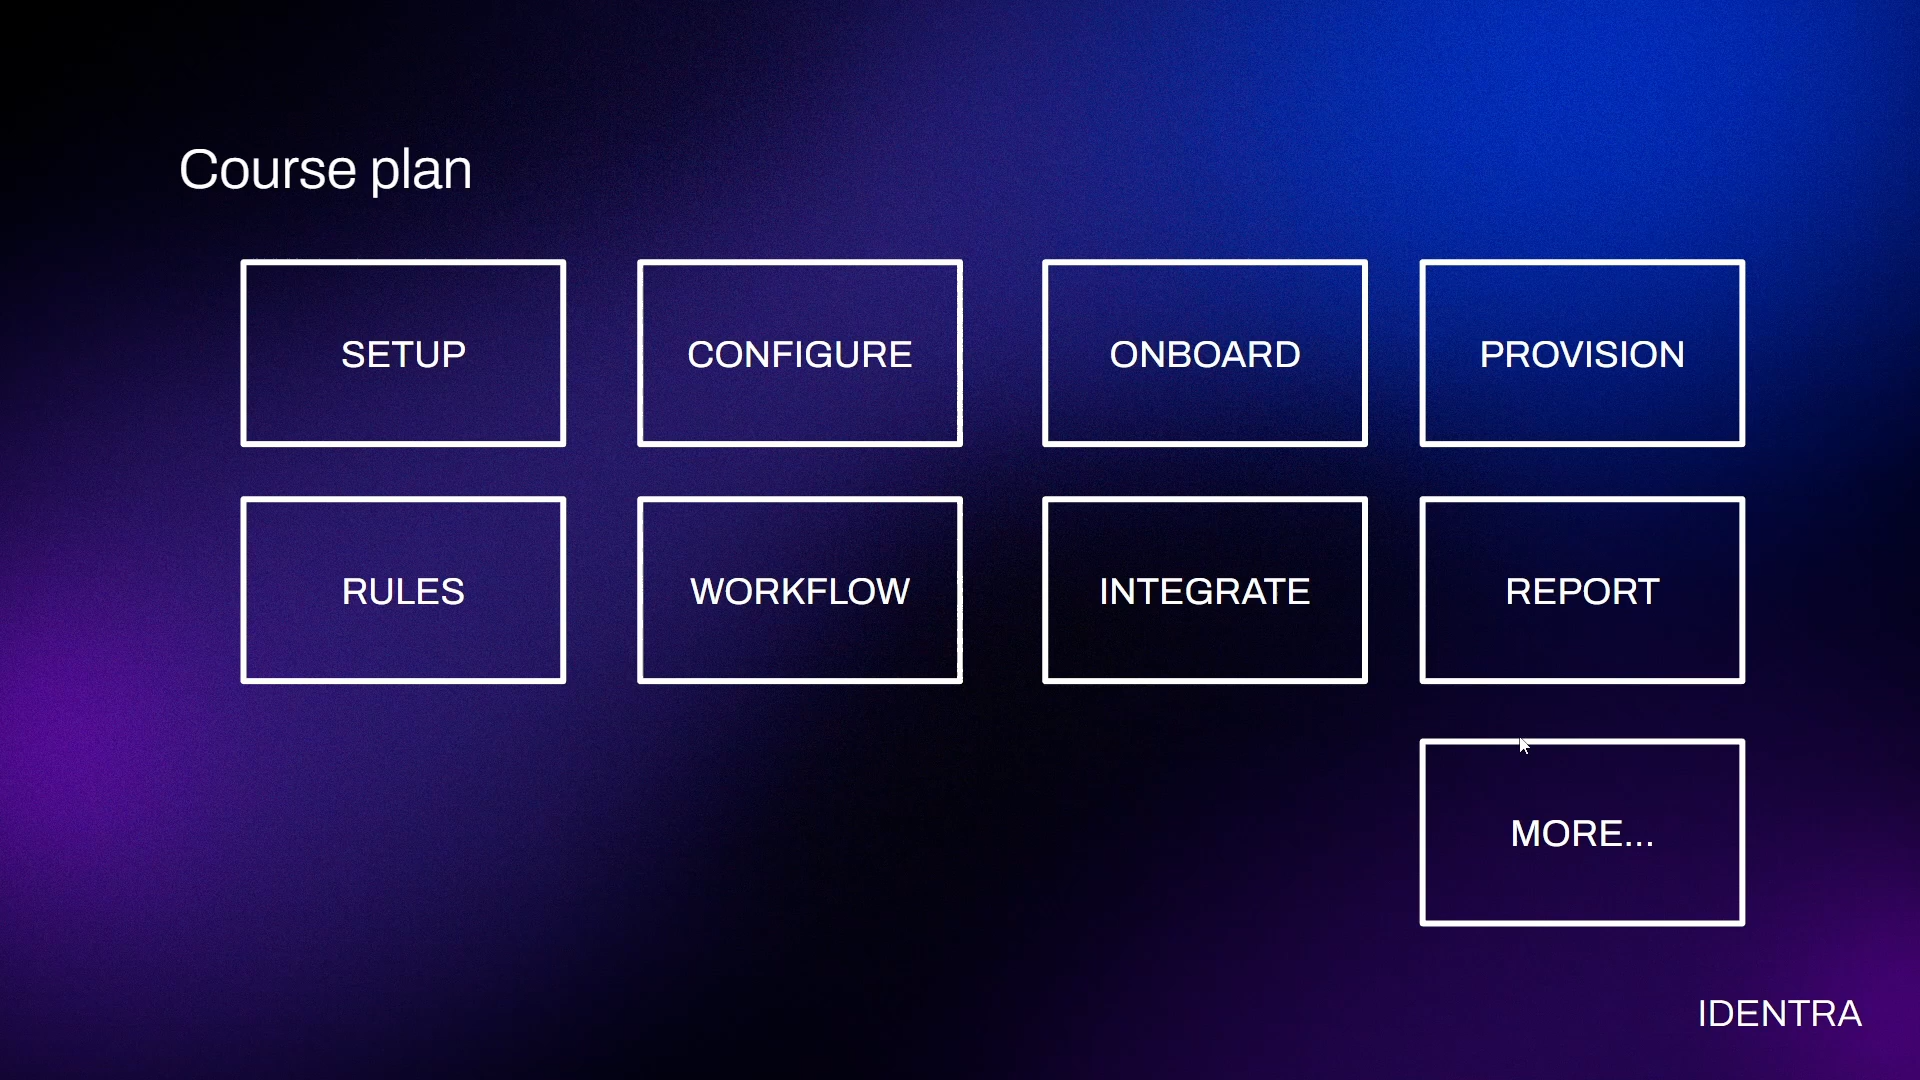 Course plan
SETUP
CONFIGURE
ONBOARD
PROVISION
RULES
WORKFLOW
INTEGRATE
REPORT
MORE...
IDENTRA